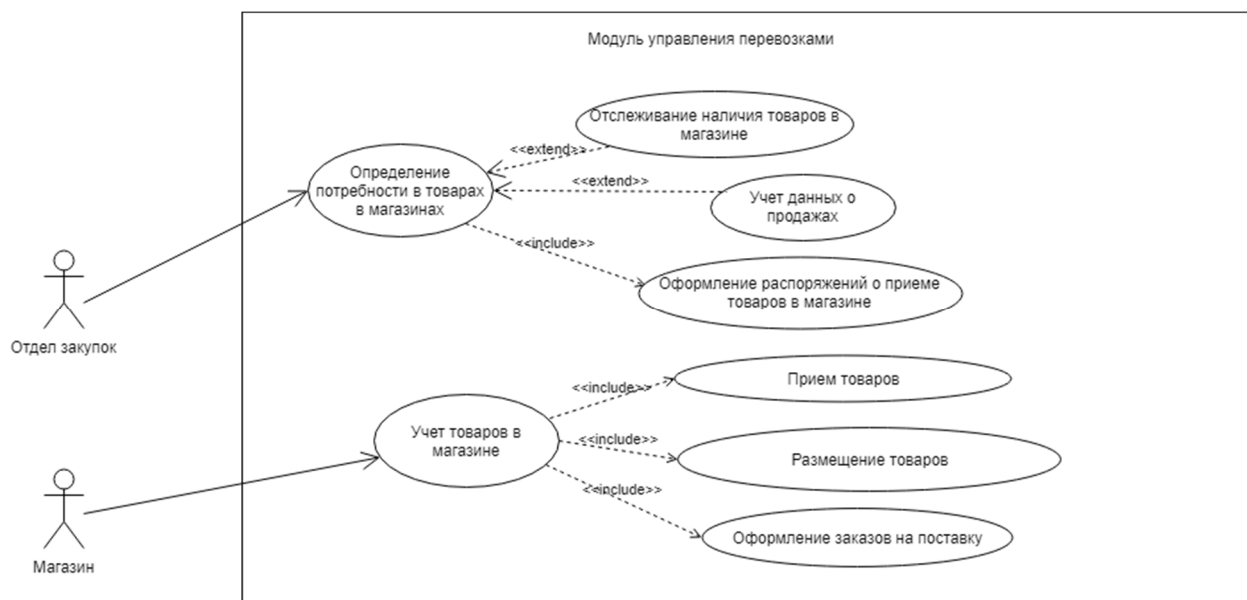 Модуль управления перевозками
Отслеживание наличия товаров в
магазине
<<extend>>
Определение
потребности в товарах
в магазинах
<<extend>>
Учет данных о
продажах
<<include>>
Оформление распоряжений о приеме
товаров в магазине
Отдел закупок
<<include>>
Прием товаров
Учет товаров в
магазине
<<include>>
Размещение товаров
<<include>>
Оформление заказов на поставку
Магазин